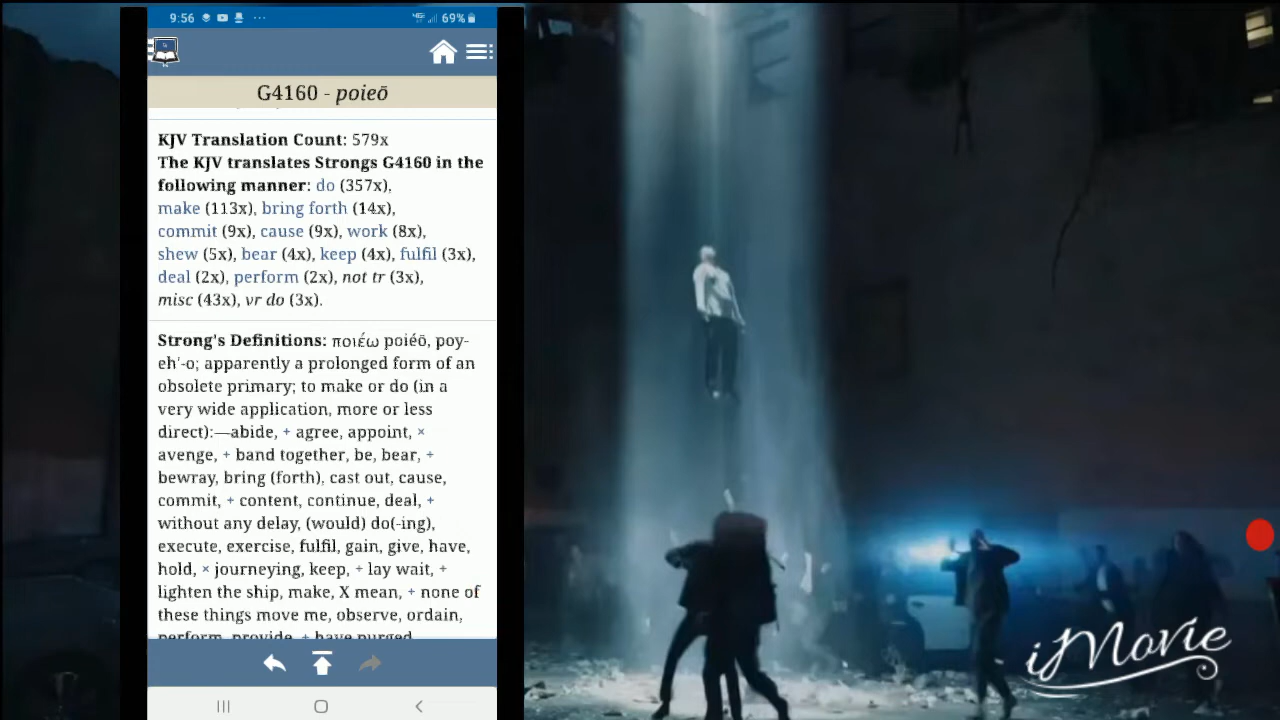 9:56 69%
G4160 - poieō
KJV Translation Count: 579x
The KJV translates Strongs G4160 in the
following manner: do (357x),
make (113x), bring forth (14x),
commit (9x), cause (9x), work (8x),
shew (5x), bear (4x), keep (4x), fulfil (3x),
deal (2x), perform (2x), not tr (3x),
misc (43x), vr do (3x).
Strong's Definitions: ποιέω poiéō, poy-
eh'-o; apparently a prolonged form of an
obsolete primary; to make or do (in a
very wide application, more or less
direct):—abide, + agree, appoint, ×
avenge, + band together, be, bear, +
bewray, bring (forth), cast out, cause,
commit, + content, continue, deal, +
without any delay, (would) do(-ing),
execute, exercise, fulfil, gain, give, have,
hold, × journeying, keep, + lay wait, +
lighten the ship, make, X mean, + none of
these things move me, observe, ordain,
perform, provide, + have purged,
iMovie